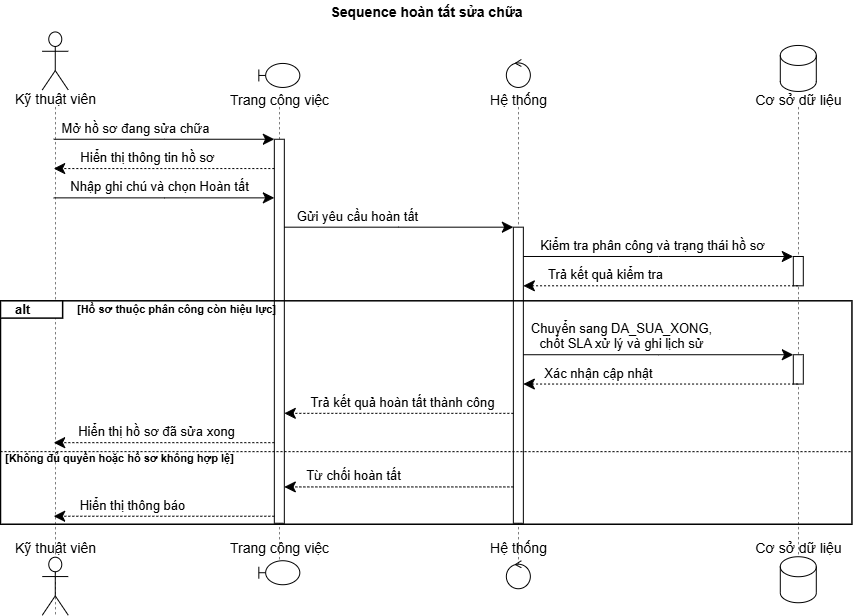 Sequence hoàn tất sửa chữa
Kỹ thuật viên
Trang công việc
Hệ thống
Cơ sở dữ liệu
Mở hồ sơ đang sửa chữa
Hiển thị thông tin hồ sơ
Nhập ghi chú và chọn Hoàn tất
Gửi yêu cầu hoàn tất
Kiểm tra phân công và trạng thái hồ sơ
Trả kết quả kiểm tra
alt
[Hồ sơ thuộc phân công còn hiệu lực]
Chuyển sang DA_SUA_XONG,
chốt SLA xử lý và ghi lịch sử
Xác nhận cập nhật
Trả kết quả hoàn tất thành công
Hiển thị hồ sơ đã sửa xong
[Không đủ quyền hoặc hồ sơ không hợp lệ]
Từ chối hoàn tất
Hiển thị thông báo
Kỹ thuật viên
Trang công việc
Hệ thống
Cơ sở dữ liệu